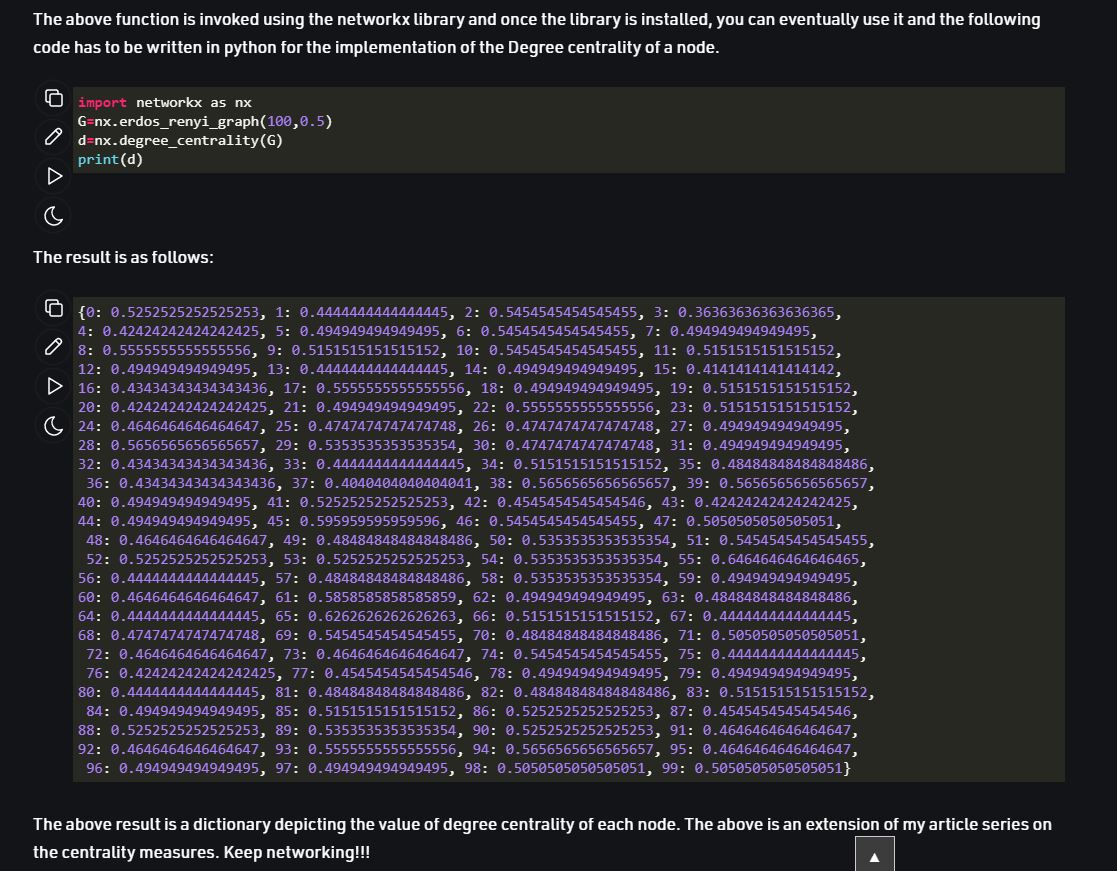 The above function is invoked using the networkx library and once the library is installed, you can eventually use it and the following
code has to be written in python for the implementation of the Degree centrality of a node.
import networkx as nx
G=nx.erdos_renyi_graph(100,0.5)
d=nx.degree_centrality(G)
print(d)
The result is as follows:
{0: 0.5252525252525253, 1: 0.4444444444444445, 2: 0.5454545454545455, 3: 0.36363636363636365,
4: 0.42424242424242425, 5: 0.494949494949495, 6: 0.5454545454545455, 7: 0.494949494949495,
8: 0.5555555555555556, 9: 0.5151515151515152, 10: 0.5454545454545455, 11: 0.5151515151515152,
12: 0.494949494949495, 13: 0.4444444444444445, 14: 0.494949494949495, 15: 0.4141414141414142,
16: 0.43434343434343436, 17: 0.5555555555555556, 18: 0.494949494949495, 19: 0.5151515151515152,
20: 0.42424242424242425, 21: 0.494949494949495, 22: 0.5555555555555556, 23: 0.5151515151515152,
24: 0.4646464646464647, 25: 0.4747474747474748, 26: 0.4747474747474748, 27: 0.494949494949495,
28: 0.5656565656565657, 29: 0.5353535353535354, 30: 0.4747474747474748, 31: 0.494949494949495,
32: 0.43434343434343436, 33: 0.4444444444444445, 34: 0.5151515151515152, 35: 0.48484848484848486,
36: 0.43434343434343436, 37: 0.4040404040404041, 38: 0.5656565656565657, 39: 0.5656565656565657,
40: 0.494949494949495, 41: 0.5252525252525253, 42: 0.4545454545454546, 43: 0.42424242424242425,
44: 0.494949494949495, 45: 0.595959595959596, 46: 0.5454545454545455, 47: 0.5050505050505051,
48: 0.4646464646464647, 49: 0.48484848484848486, 50: 0.5353535353535354, 51: 0.5454545454545455,
52: 0.5252525252525253, 53: 0.5252525252525253, 54: 0.5353535353535354, 55: 0.6464646464646465,
56: 0.4444444444444445, 57: 0.48484848484848486, 58: 0.5353535353535354, 59: 0.494949494949495,
60: 0.4646464646464647, 61: 0.5858585858585859, 62: 0.494949494949495, 63: 0.48484848484848486,
64: 0.4444444444444445, 65: 0.6262626262626263, 66: 0.5151515151515152, 67: 0.4444444444444445,
68: 0.4747474747474748, 69: 0.5454545454545455, 70: 0.48484848484848486, 71: 0.5050505050505051,
72: 0.4646464646464647, 73: 0.4646464646464647, 74: 0.5454545454545455, 75: 0.4444444444444445,
76: 0.42424242424242425, 77: 0.4545454545454546, 78: 0.494949494949495, 79: 0.494949494949495,
80: 0.4444444444444445, 81: 0.48484848484848486, 82: 0.48484848484848486, 83: 0.5151515151515152,
84: 0.494949494949495, 85: 0.5151515151515152, 86: 0.5252525252525253, 87: 0.4545454545454546,
88: 0.5252525252525253, 89: 0.5353535353535354, 90: 0.5252525252525253, 91: 0.4646464646464647,
92: 0.4646464646464647, 93: 0.5555555555555556, 94: 0.5656565656565657, 95: 0.4646464646464647,
96: 0.494949494949495, 97: 0.494949494949495, 98: 0.5050505050505051, 99: 0.5050505050505051}
The above result is a dictionary depicting the value of degree centrality of each node. The above is an extension of my article series on
the centrality measures. Keep networking!!!